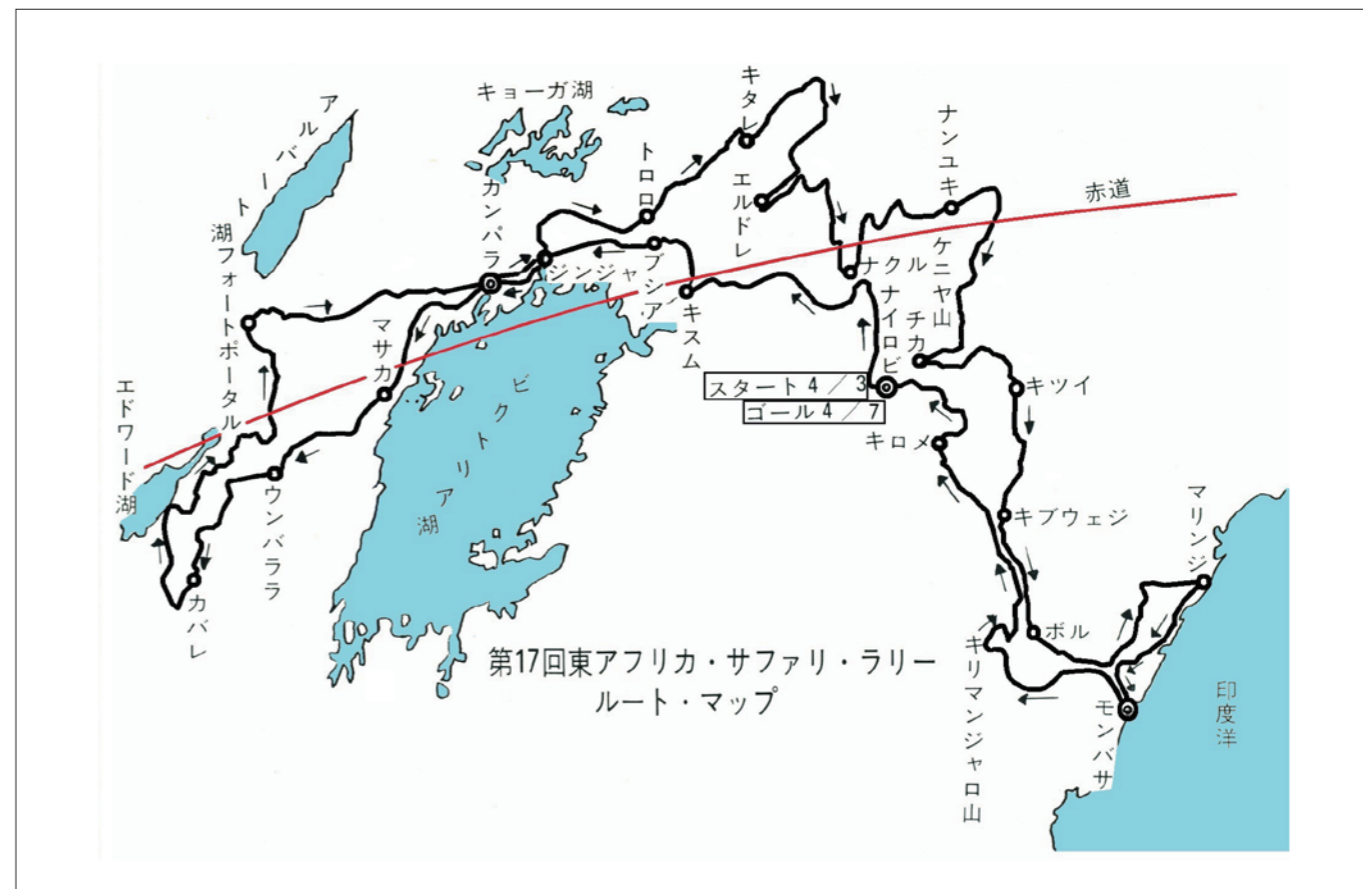 アルバート湖
キョーガ湖
キタレ
トロロ
カンパラ
エルドレ
ナンユキ
赤道
ケニヤ山
フォートポータル
ジンジャ
ブシア
ナクル
ナイロビ
チカ
マサカ
キスム
スタート4/3
ゴール4/7
キツイ
エドワード湖
ビクトリア湖
キロメ
ウンバララ
キブウェジ
マリンジ
カバレ
ボル
キリマンジャロ山
モンバサ
印度洋
第17回東アフリカ・サファリ・ラリー
ルート・マップ